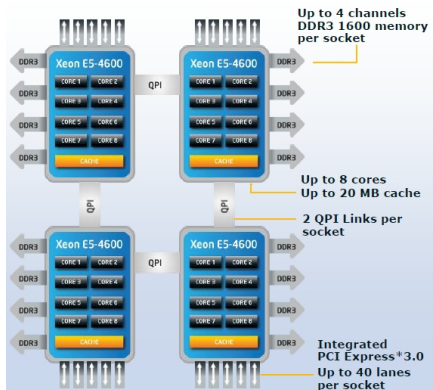 Up to 4 channels
DDR3 1600 memory
per socket
Xeon E5-4600
CORE 1 CORE 2
CORE 3 CORE 4
CORE 5 CORE 6
CORE 7 CORE 8
CACHE
DDR3
DDR3
DDR3
DDR3
QPI
Xeon E5-4600
CORE 1 CORE 2
CORE 3 CORE 4
CORE 5 CORE 6
CORE 7 CORE 8
CACHE
DDR3
DDR3
DDR3
DDR3
Up to 8 cores
Up to 20 MB cache
QPI
QPI
2 QPI Links per
socket
Xeon E5-4600
CORE 1 CORE 2
CORE 3 CORE 4
CORE 5 CORE 6
CORE 7 CORE 8
CACHE
DDR3
DDR3
DDR3
DDR3
QPI
Xeon E5-4600
CORE 1 CORE 2
CORE 3 CORE 4
CORE 5 CORE 6
CORE 7 CORE 8
CACHE
DDR3
DDR3
DDR3
DDR3
Integrated
PCI Express*3.0
Up to 40 lanes
per socket